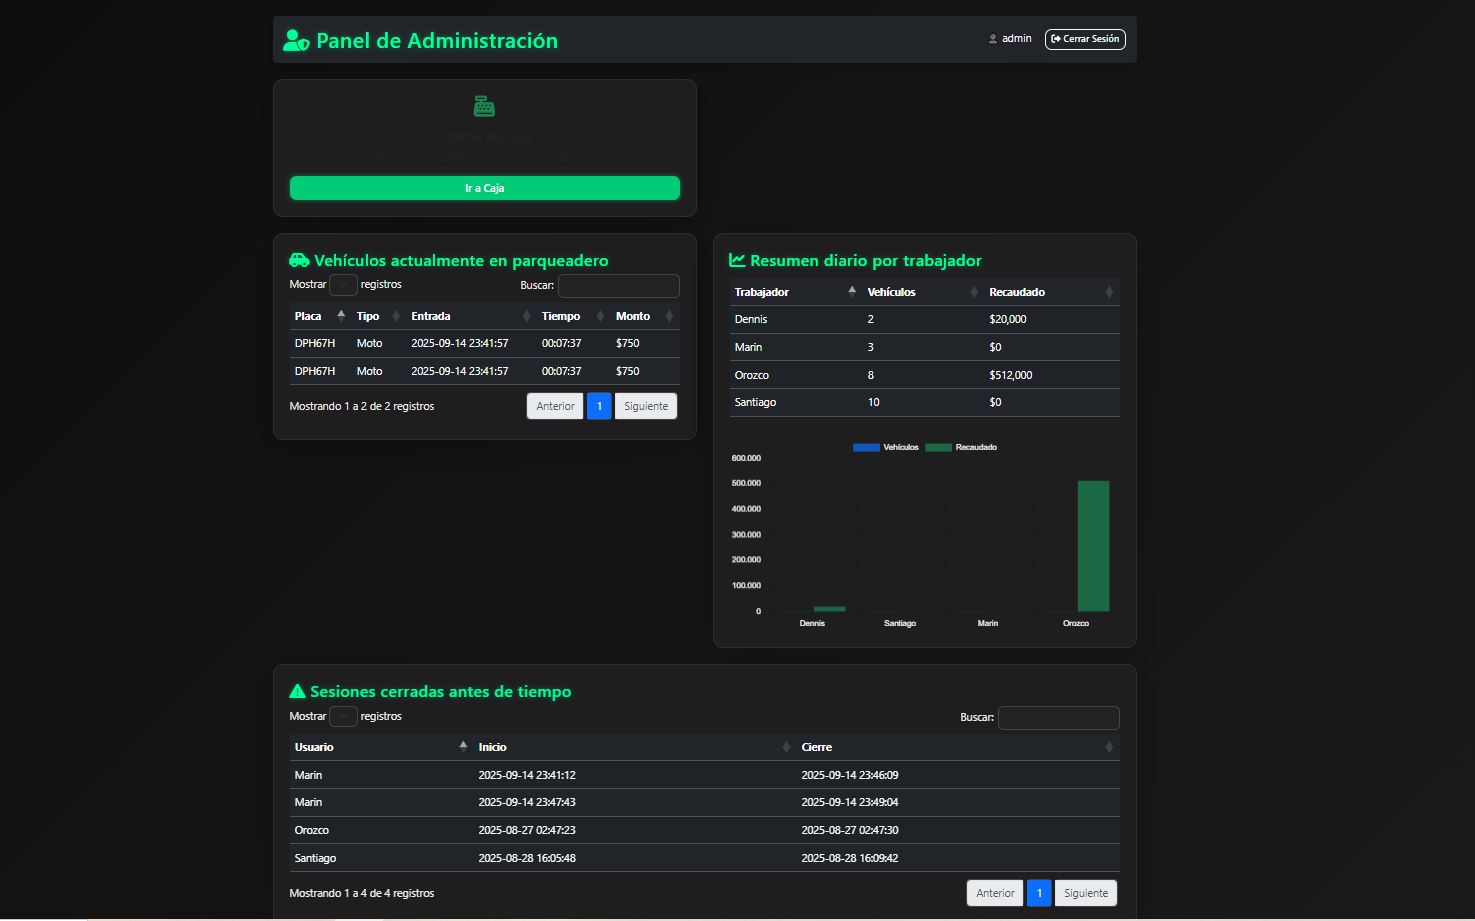 Panel de Administración
admin
Cerrar Sesión
Control de Caja
Ir a Caja
Vehículos actualmente en parqueadero
Mostrar registros
Buscar:
Placa Tipo Entrada Tiempo Monto
DPH67H Moto 2025-09-14 23:41:57 00:07:37 $750
DPH67H Moto 2025-09-14 23:41:57 00:07:37 $750
Mostrando 1 a 2 de 2 registros
Anterior 1 Siguiente
Resumen diario por trabajador
Trabajador Vehículos Recaudado
Dennis 2 $20,000
Marin 3 $0
Orozco 8 $512,000
Santiago 10 $0
Vehículos Recaudado
600.000
500.000
400.000
300.000
200.000
100.000
0
Dennis Santiago Marin Orozco
Sesiones cerradas antes de tiempo
Mostrar registros
Buscar:
Usuario Inicio Cierre
Marin 2025-09-14 23:41:12 2025-09-14 23:46:09
Marin 2025-09-14 23:47:43 2025-09-14 23:49:04
Orozco 2025-08-27 02:47:23 2025-08-27 02:47:30
Santiago 2025-08-28 16:05:48 2025-08-28 16:09:42
Mostrando 1 a 4 de 4 registros
Anterior 1 Siguiente